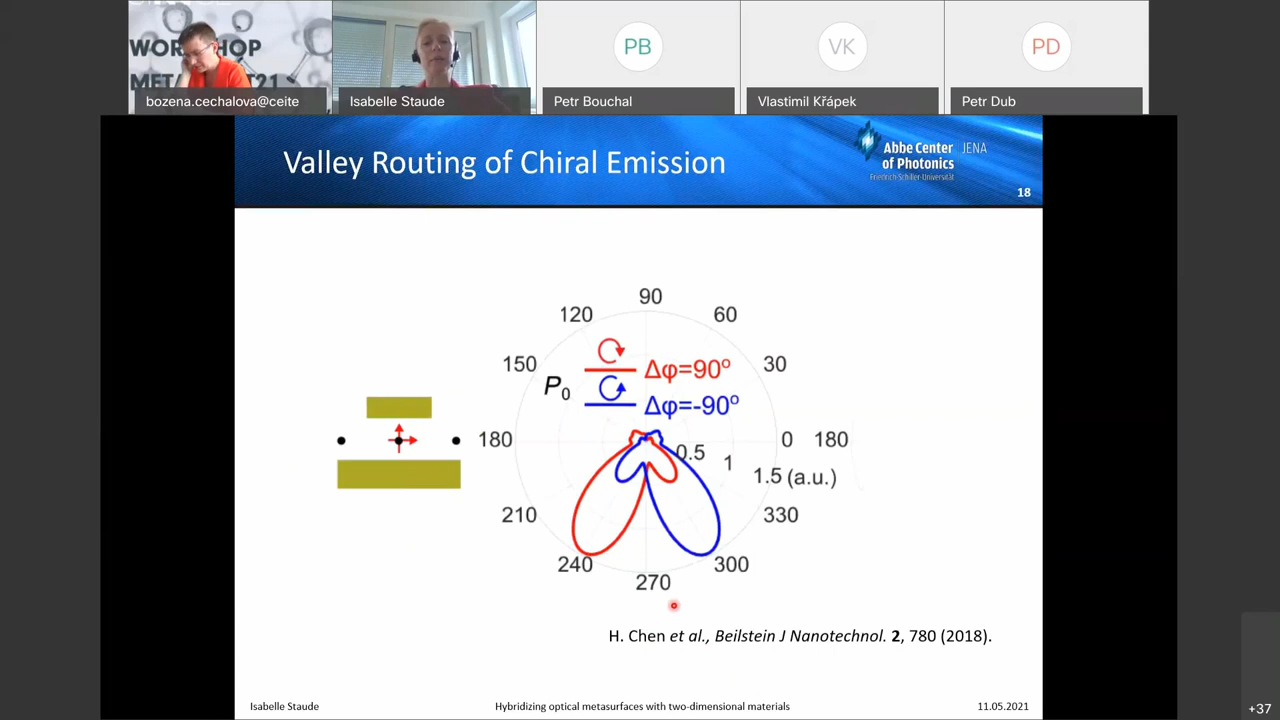 WORKSHOP
bozena.cechalova@ceite
Isabelle Staude
PB
Petr Bouchal
VK
Vlastimil Křápek
PD
Petr Dub
Valley Routing of Chiral Emission
Abbe Center JENA
of Photonics
Friedrich-Schiller-Universität
18
90
120
60
150
30
P0
Δφ=90º
Δφ=-90º
180
0
180
0.5
1
1.5 (a.u.)
210
330
240
300
270
H. Chen et al., Beilstein J Nanotechnol. 2, 780 (2018).
Isabelle Staude
Hybridizing optical metasurfaces with two-dimensional materials
11.05.2021
+37